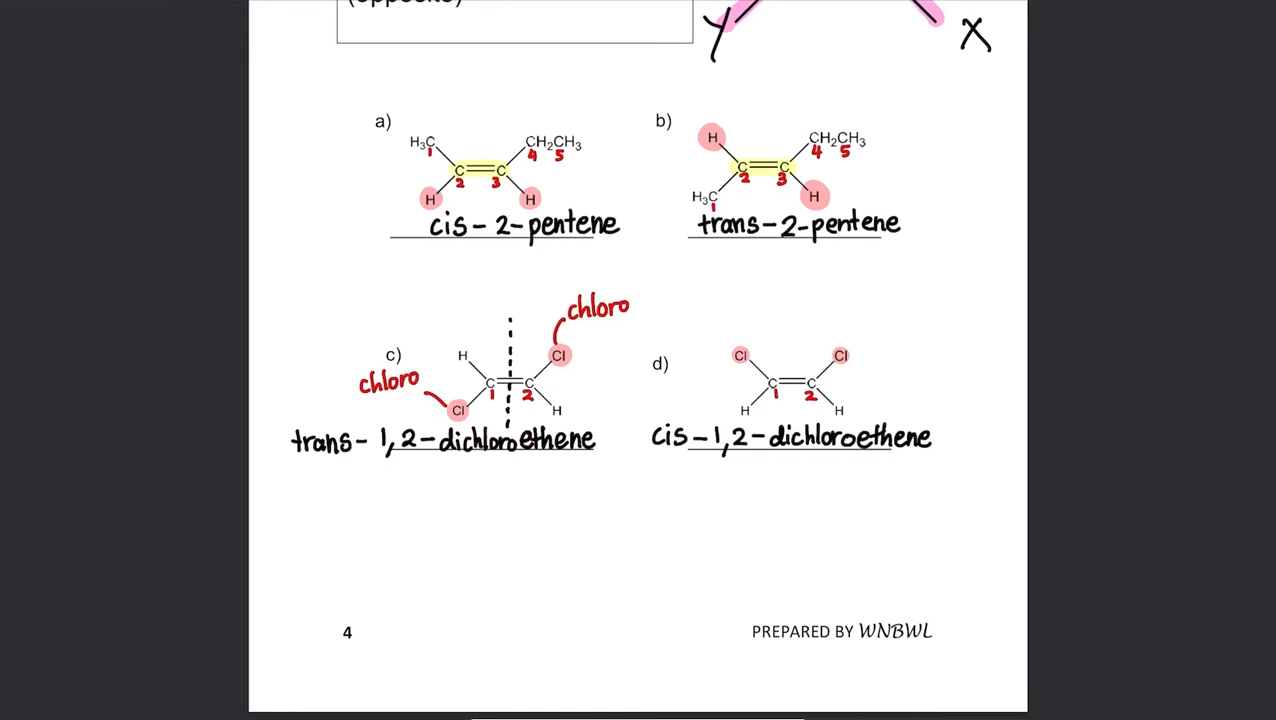 (opposite)
Y X
a) b)
H₃C CH₂CH₃ H CH₂CH₃
1 4 5 4 5
C C C C
2 3 2 3
H H H₃C H
1
cis-2-pentene trans-2-pentene
chloro
c) H Cl d) Cl Cl
chloro C C C C
1 2 1 2
Cl H H H
trans-1,2-dichloroethene cis-1,2-dichloroethene
4 PREPARED BY WNBWL